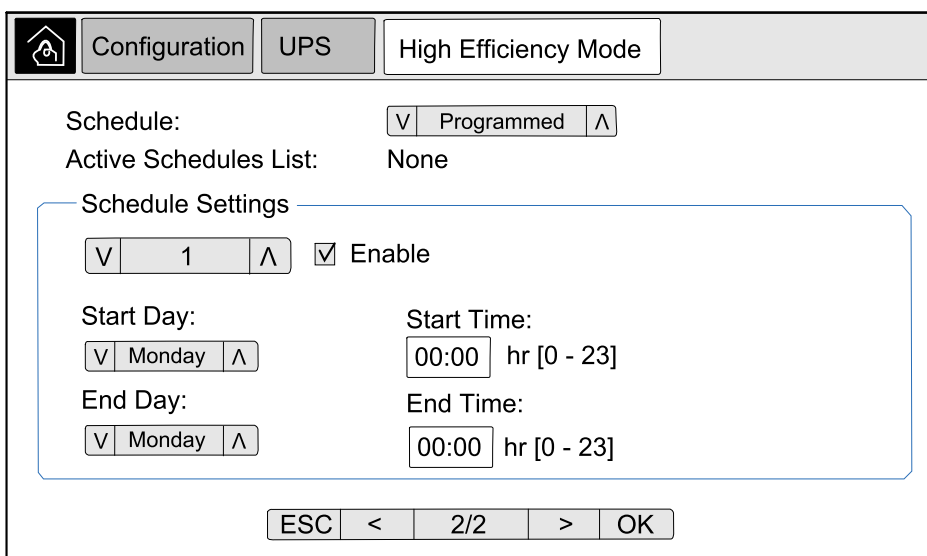 Configuration UPS High Efficiency Mode
Schedule: V Programmed Λ
Active Schedules List: None
Schedule Settings
V 1 Λ Enable
Start Day: Start Time:
V Monday Λ 00:00 hr [0 - 23]
End Day: End Time:
V Monday Λ 00:00 hr [0 - 23]
ESC < 2/2 > OK